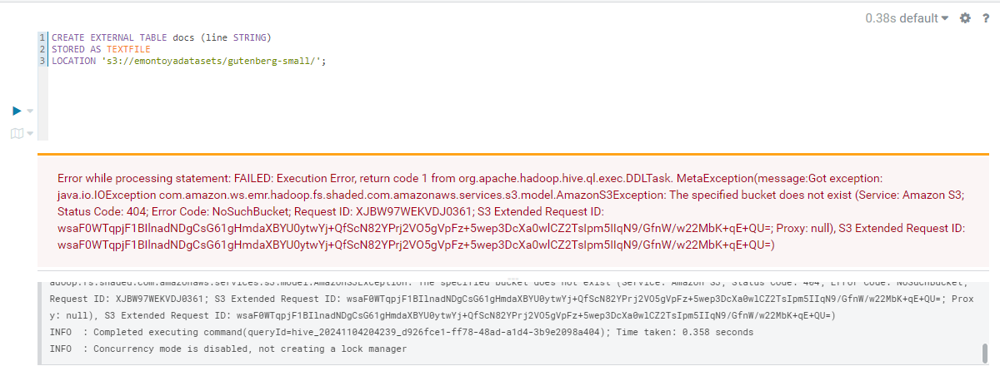 0.38s default ?
1 CREATE EXTERNAL TABLE docs (line STRING)
2 STORED AS TEXTFILE
3 LOCATION 's3://emontoyadatasets/gutenberg-small/';
Error while processing statement: FAILED: Execution Error, return code 1 from org.apache.hadoop.hive.ql.exec.DDLTask. MetaException(message:Got exception:
java.io.IOException com.amazon.ws.emr.hadoop.fs.shaded.com.amazonaws.services.s3.model.AmazonS3Exception: The specified bucket does not exist (Service: Amazon S3;
Status Code: 404; Error Code: NoSuchBucket; Request ID: XJBW97WEKVDJ0361; S3 Extended Request ID:
wsaF0WTqpjF1BIlnadNDgCsG61gHmdaXBYU0ytwYj+QfScN82YPrj2VO5gVpFz+5wep3DcXa0wlCZ2TsIpm5IIqN9/GfnW/w22MbK+qE+QU=; Proxy: null), S3 Extended Request ID:
wsaF0WTqpjF1BIlnadNDgCsG61gHmdaXBYU0ytwYj+QfScN82YPrj2VO5gVpFz+5wep3DcXa0wlCZ2TsIpm5IIqN9/GfnW/w22MbK+qE+QU=)
adoop.fs.shaded.com.amazonaws.services.s3.model.AmazonS3Exception: The specified bucket does not exist (Service: Amazon S3; Status Code: 404; Error Code: NoSuchBucket;
Request ID: XJBW97WEKVDJ0361; S3 Extended Request ID: wsaF0WTqpjF1BIlnadNDgCsG61gHmdaXBYU0ytwYj+QfScN82YPrj2VO5gVpFz+5wep3DcXa0wlCZ2TsIpm5IIqN9/GfnW/w22MbK+qE+QU=; Prox
y: null), S3 Extended Request ID: wsaF0WTqpjF1BIlnadNDgCsG61gHmdaXBYU0ytwYj+QfScN82YPrj2VO5gVpFz+5wep3DcXa0wlCZ2TsIpm5IIqN9/GfnW/w22MbK+qE+QU=)
INFO  : Completed executing command(queryId=hive_20241104204239_d926fce1-ff78-48ad-a1d4-3b9e2098a404); Time taken: 0.358 seconds
INFO  : Concurrency mode is disabled, not creating a lock manager